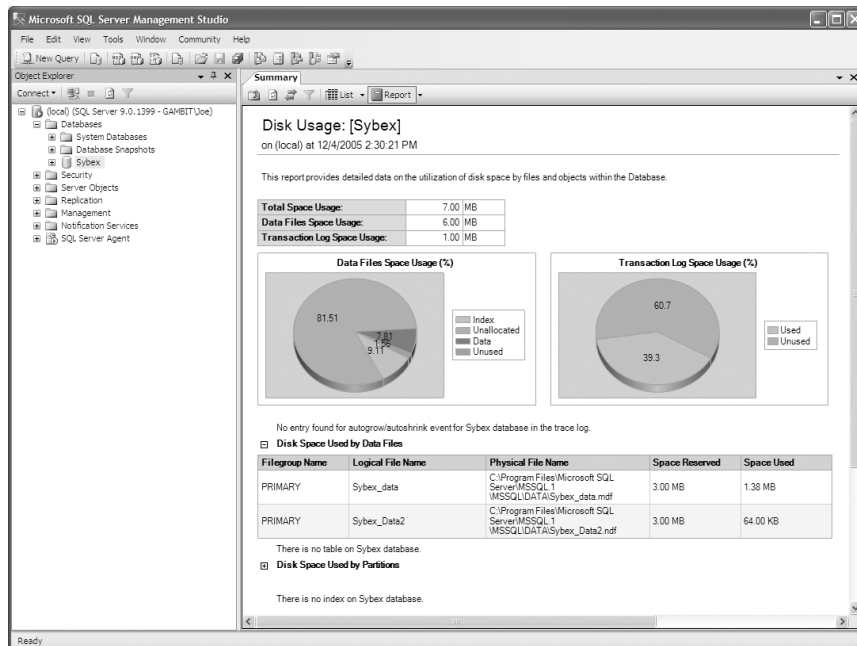 Microsoft SQL Server Management Studio
File Edit View Tools Window Community Help
New Query
Object Explorer
Connect
(local) (SQL Server 9.0.1399 - GAMBIT\Joe)
Databases
System Databases
Database Snapshots
Sybex
Security
Server Objects
Replication
Management
Notification Services
SQL Server Agent
Summary
List Report
Disk Usage: [Sybex]
on (local) at 12/4/2005 2:30:21 PM
This report provides detailed data on the utilization of disk space by files and objects within the Database.
Total Space Usage: 7.00 MB
Data Files Space Usage: 6.00 MB
Transaction Log Space Usage: 1.00 MB
Data Files Space Usage (%)
81.51
7.81
1.56
9.11
Index
Unallocated
Data
Unused
Transaction Log Space Usage (%)
60.7
39.3
Used
Unused
No entry found for autogrow/autoshrink event for Sybex database in the trace log.
Disk Space Used by Data Files
Filegroup Name Logical File Name Physical File Name Space Reserved Space Used
PRIMARY Sybex_data C:\Program Files\Microsoft SQL Server\MSSQL.1\MSSQL\DATA\Sybex_data.mdf 3.00 MB 1.38 MB
PRIMARY Sybex_Data2 C:\Program Files\Microsoft SQL Server\MSSQL.1\MSSQL\DATA\Sybex_Data2.ndf 3.00 MB 64.00 KB
There is no table on Sybex database.
Disk Space Used by Partitions
There is no index on Sybex database.
Ready